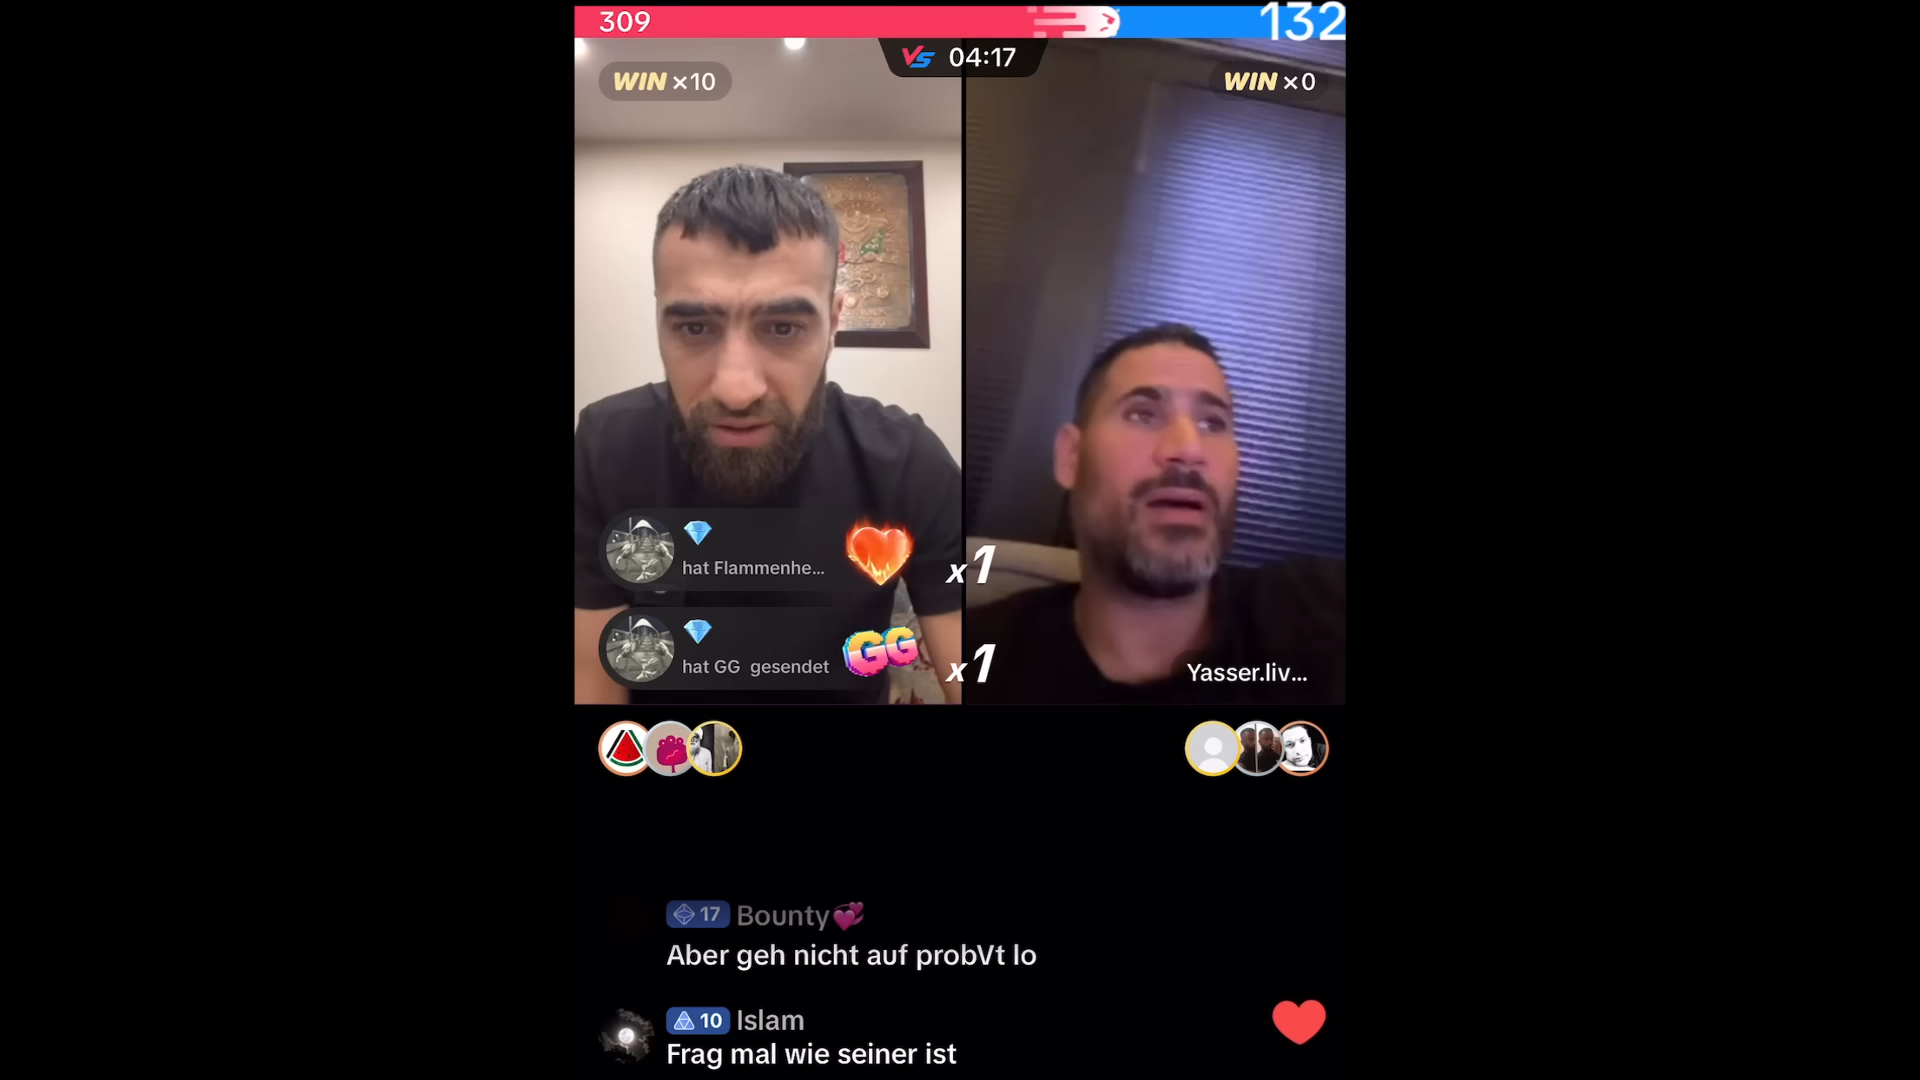 309
132
VS 04:17
WIN ×10
WIN ×0
hat Flammenhe...
x1
hat GG gesendet
GG
x1
Yasser.liv...
17 Bounty💞
Aber geh nicht auf probVt lo
10 Islam
Frag mal wie seiner ist